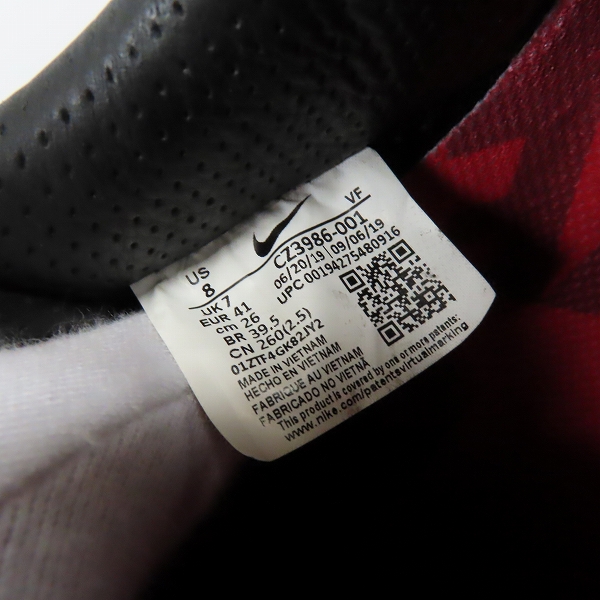 VF
US
8
CZ3986-001
06/20/19 09/06/19
UPC 00194275480916
UK 7
EUR 41
cm 26
BR 39.5
CN 260(2.5)
01ZTF4GK82JY2
MADE IN VIETNAM
HECHO EN VIETNAM
FABRIQUE AU VIETNAM
FABRICADO NO VIETNÃ
This product is covered by one or more patents:
www.nike.com/patentsvirtualmarking